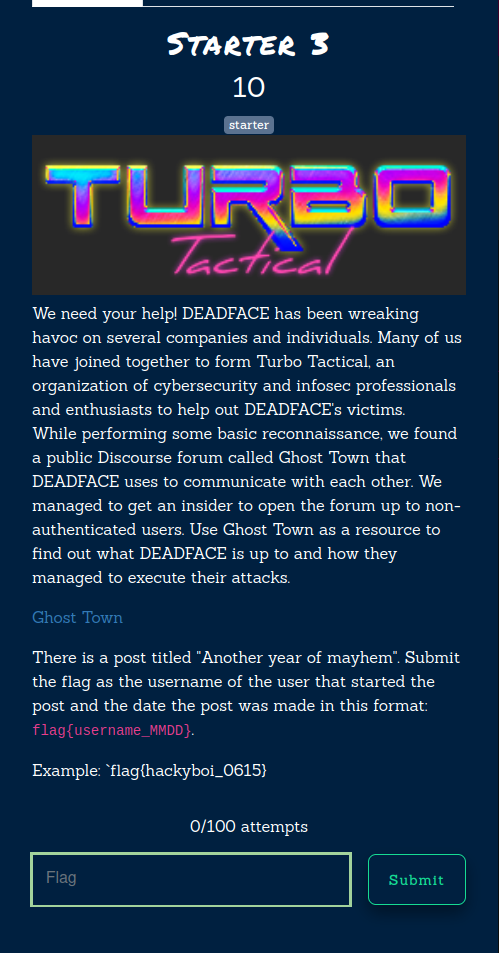 Starter 3
10
starter
TURBO
Tactical
We need your help! DEADFACE has been wreaking
havoc on several companies and individuals. Many of us
have joined together to form Turbo Tactical, an
organization of cybersecurity and infosec professionals
and enthusiasts to help out DEADFACE's victims.
While performing some basic reconnaissance, we found
a public Discourse forum called Ghost Town that
DEADFACE uses to communicate with each other. We
managed to get an insider to open the forum up to non-
authenticated users. Use Ghost Town as a resource to
find out what DEADFACE is up to and how they
managed to execute their attacks.
Ghost Town
There is a post titled "Another year of mayhem". Submit
the flag as the username of the user that started the
post and the date the post was made in this format:
flag{username_MMDD}.
Example: `flag{hackyboi_0615}
0/100 attempts
Flag
Submit